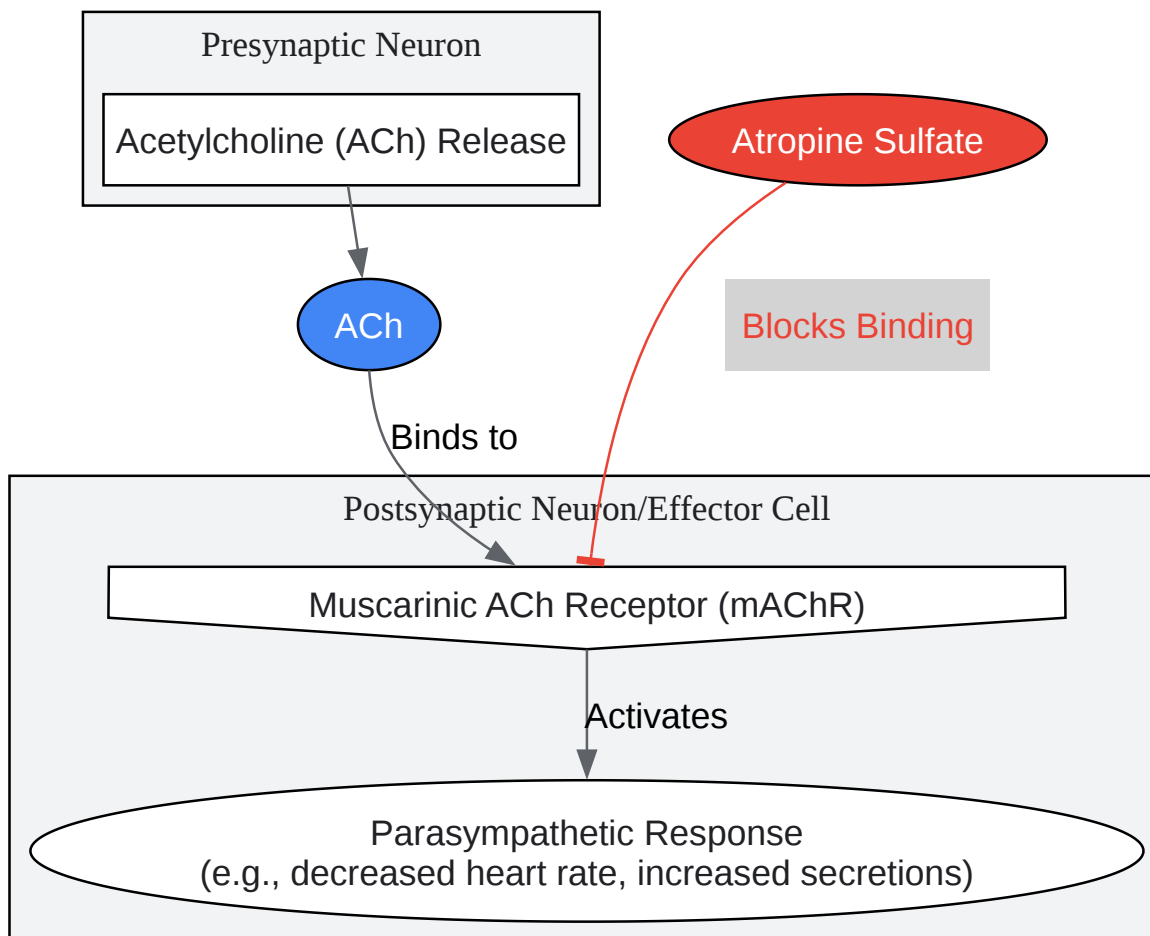 Presynaptic Neuron
Acetylcholine (ACh) Release
Atropine Sulfate
ACh
Blocks Binding
Binds to
Postsynaptic Neuron/Effector Cell
Muscarinic ACh Receptor (mAChR)
Activates
Parasympathetic Response
(e.g., decreased heart rate, increased secretions)